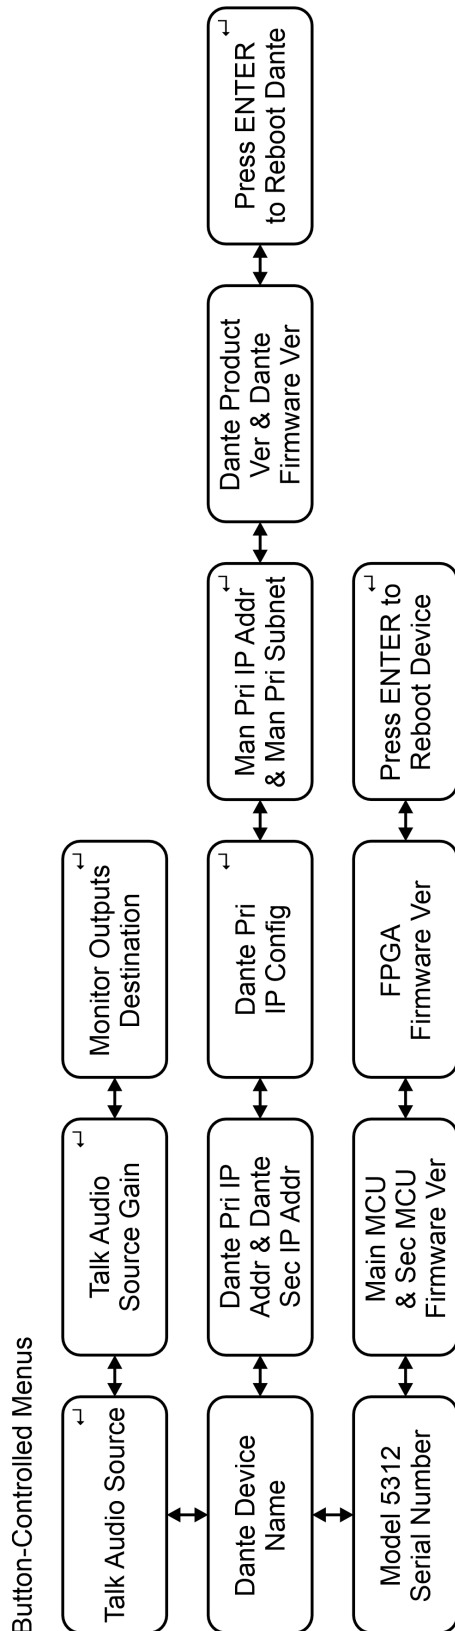 Button-Controlled Menus
Talk Audio Source
↵
Talk Audio
Source Gain
↵
Monitor Outputs
Destination
↵
Dante Device
Name
Dante Pri IP
Addr & Dante
Sec IP Addr
Dante Pri
IP Config
↵
Man Pri IP Addr
& Man Pri Subnet
↵
Dante Product
Ver & Dante
Firmware Ver
Press ENTER
to Reboot Dante
↵
Model 5312
Serial Number
Main MCU
& Sec MCU
Firmware Ver
FPGA
Firmware Ver
Press ENTER to
Reboot Device
↵